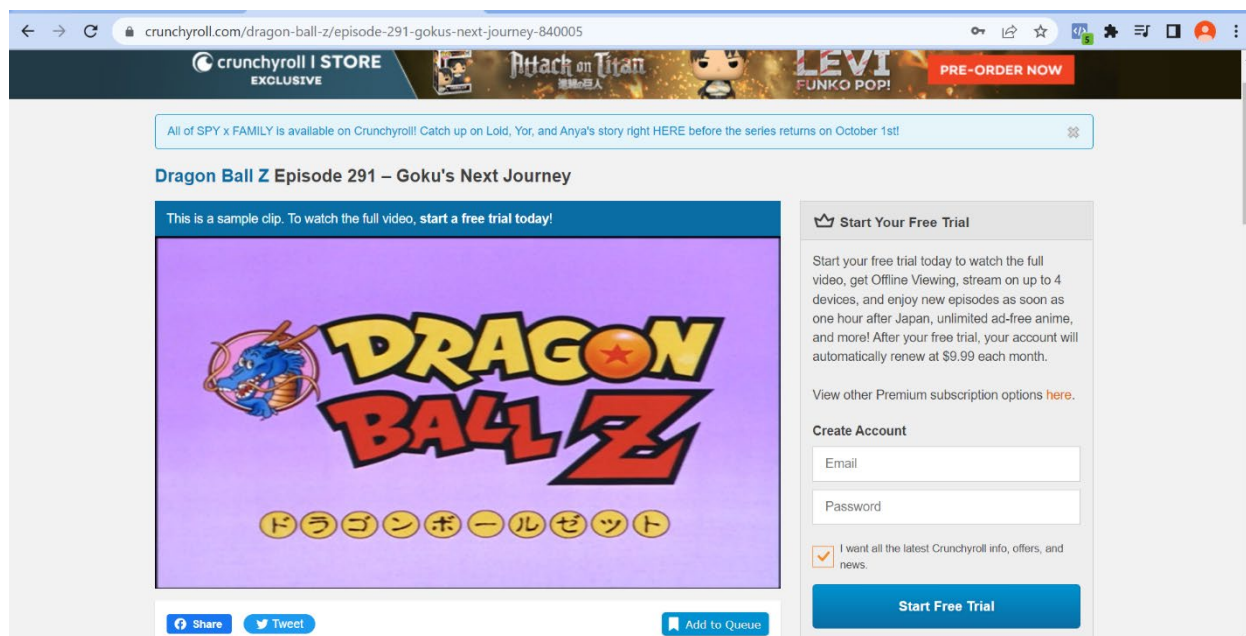 crunchyroll.com/dragon-ball-z/episode-291-gokus-next-journey-840005
5
crunchyroll | STORE
EXCLUSIVE
Attack on Titan
進撃の巨人
LEVI
FUNKO POP!
PRE-ORDER NOW
All of SPY x FAMILY is available on Crunchyroll! Catch up on Loid, Yor, and Anya's story right HERE before the series returns on October 1st!
Dragon Ball Z Episode 291 – Goku's Next Journey
This is a sample clip. To watch the full video, start a free trial today!
DRAGON
BALL Z
ドラゴンボールゼット
Share
Tweet
Add to Queue
Start Your Free Trial
Start your free trial today to watch the full
video, get Offline Viewing, stream on up to 4
devices, and enjoy new episodes as soon as
one hour after Japan, unlimited ad-free anime,
and more! After your free trial, your account will
automatically renew at $9.99 each month.
View other Premium subscription options here.
Create Account
Email
Password
I want all the latest Crunchyroll info, offers, and
news.
Start Free Trial